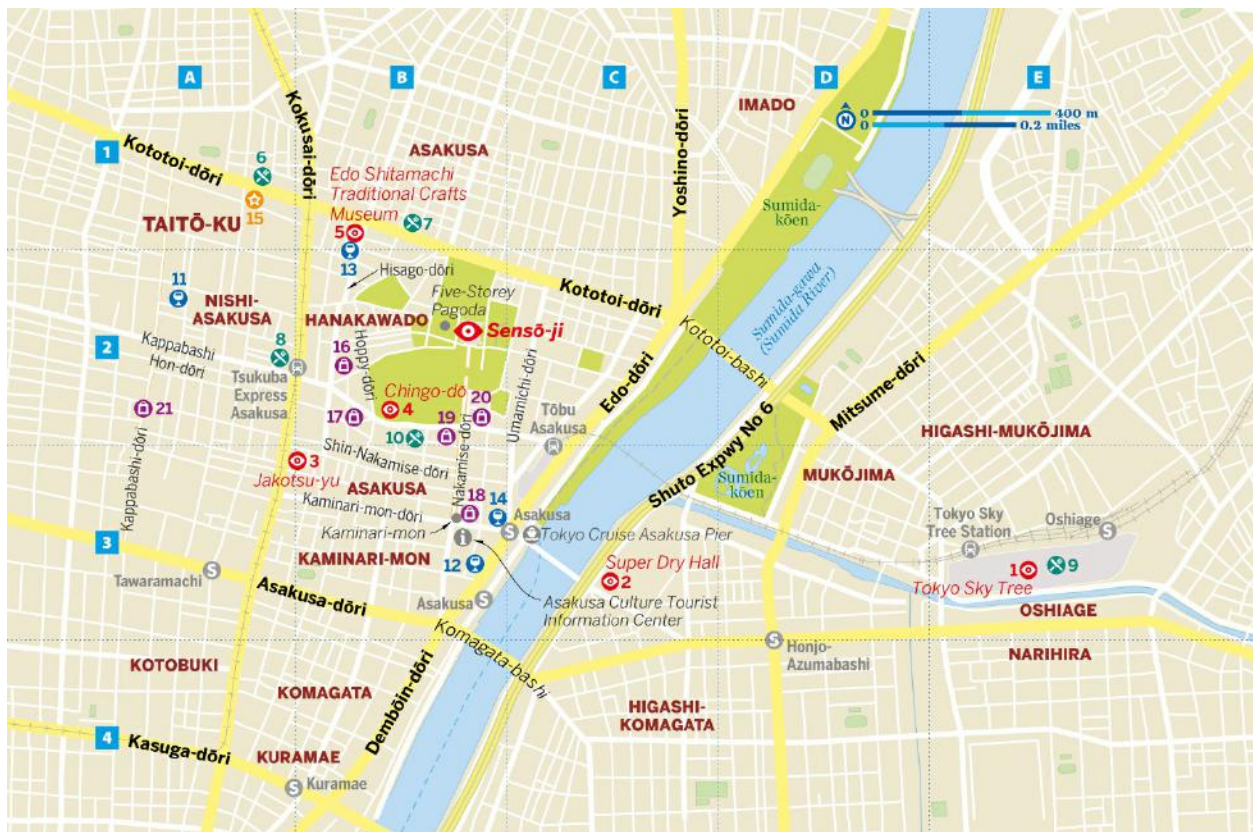 A
B
C
D
E
1
2
3
4
N
0
400 m
0
0.2 miles
IMADO
Kototoi-dōri
Kokusai-dōri
Yoshino-dōri
6
15
TAITŌ-KU
ASAKUSA
Edo Shitamachi
Traditional Crafts
Museum
5
7
13
Hisago-dōri
Sumida-
kōen
11
NISHI-
ASAKUSA
HANAKAWADO
Five-Storey
Pagoda
Sensō-ji
Kototoi-dōri
Kototoi-bashi
Sumida-gawa
(Sumida River)
Kappabashi
Hon-dōri
8
16
Hoppy-dōri
Tsukuba
Express
Asakusa
Chingo-dō
4
Umamichi-dōri
Edo-dōri
Mitsume-dōri
21
17
10
19
20
Tōbu
Asakusa
Shuto Expwy No 6
HIGASHI-MUKŌJIMA
Kappabashi-dōri
3
Jakotsu-yu
Shin-Nakamise-dōri
Nakamise-dōri
ASAKUSA
Kaminari-mon-dōri
Kaminari-mon
18
14
S
Asakusa
Tokyo Cruise Asakusa Pier
Sumida-
kōen
MUKŌJIMA
Tokyo Sky
Tree Station
Oshiage
S
KAMINARI-MON
i
12
Super Dry Hall
2
1
9
Tokyo Sky Tree
Tawaramachi
S
Asakusa-dōri
Asakusa
S
Asakusa Culture Tourist
Information Center
OSHIAGE
Komagata-bashi
S
Honjo-
Azumabashi
NARIHIRA
KOTOBUKI
KOMAGATA
Dembōin-dōri
HIGASHI-
KOMAGATA
Kasuga-dōri
KURAMAE
S
Kuramae